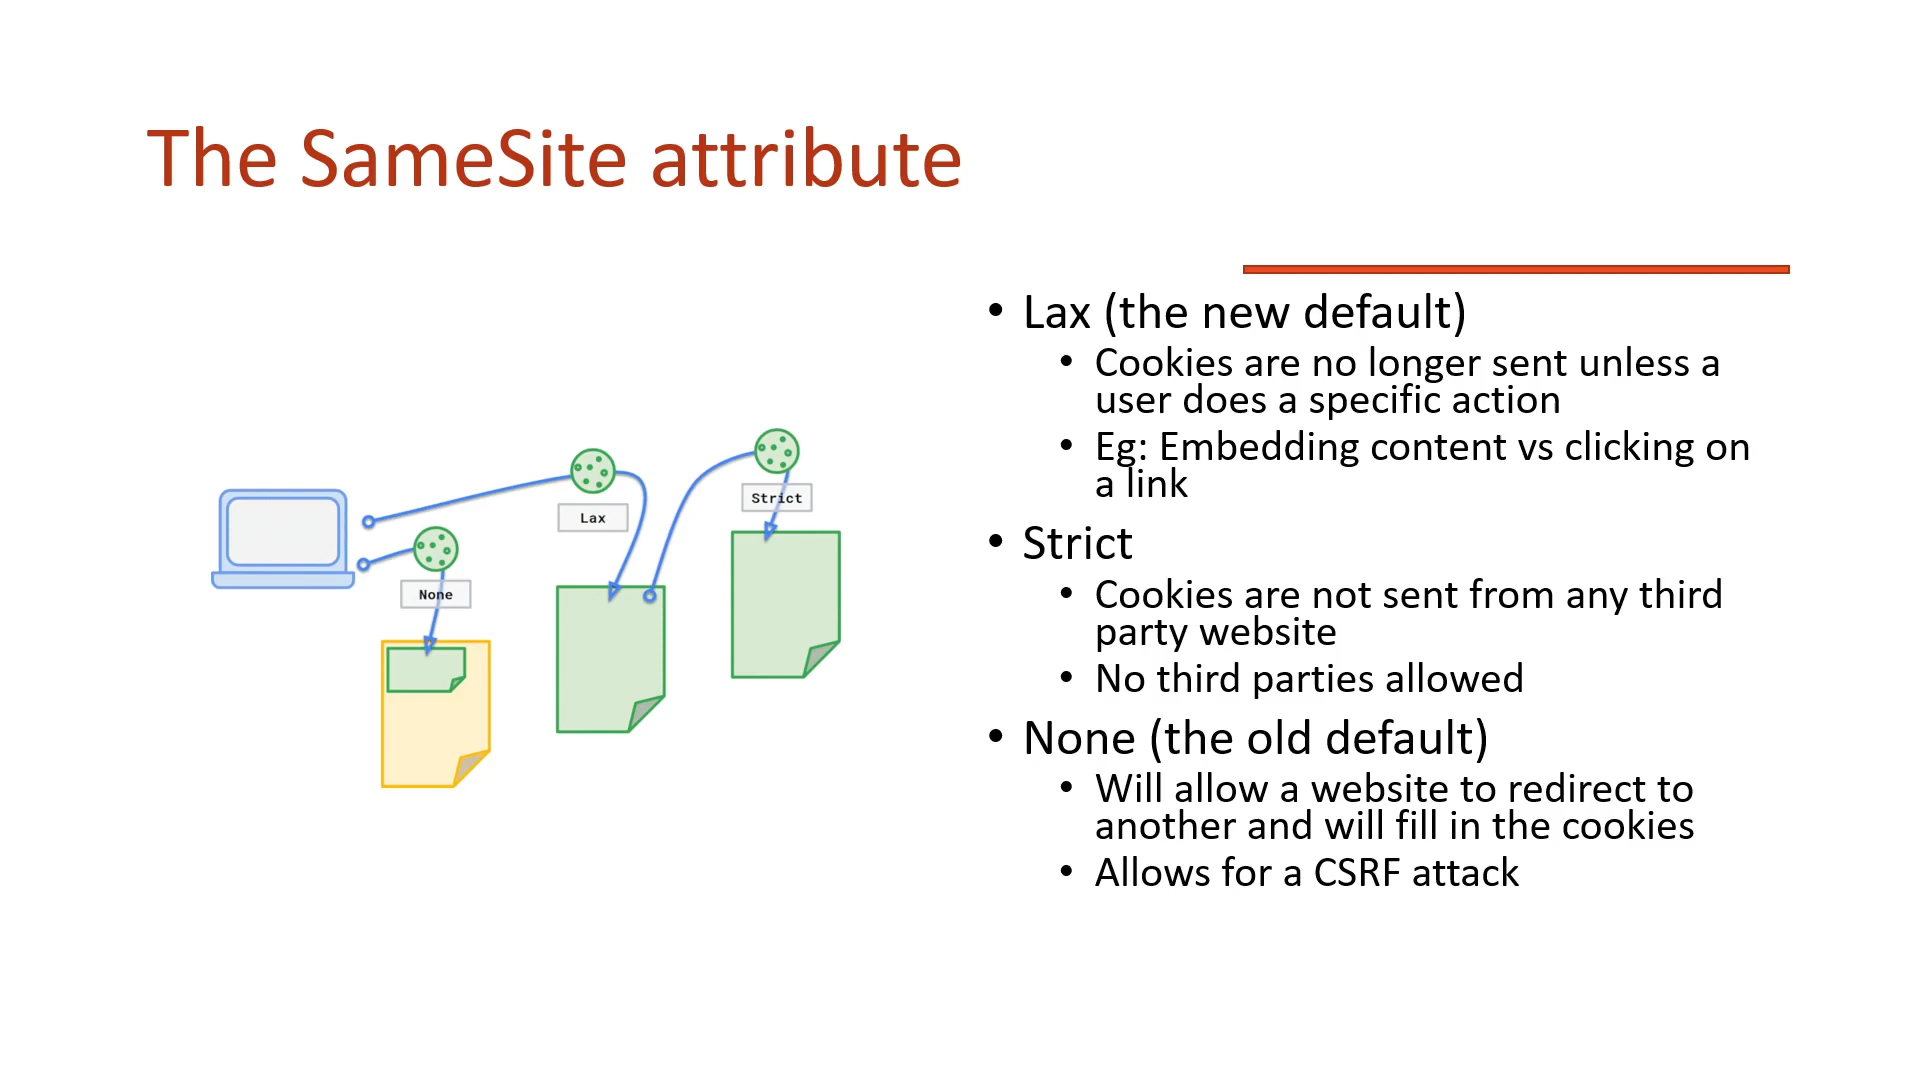 The SameSite attribute
Lax
Strict
None
• Lax (the new default)
• Cookies are no longer sent unless a
user does a specific action
• Eg: Embedding content vs clicking on
a link
• Strict
• Cookies are not sent from any third
party website
• No third parties allowed
• None (the old default)
• Will allow a website to redirect to
another and will fill in the cookies
• Allows for a CSRF attack